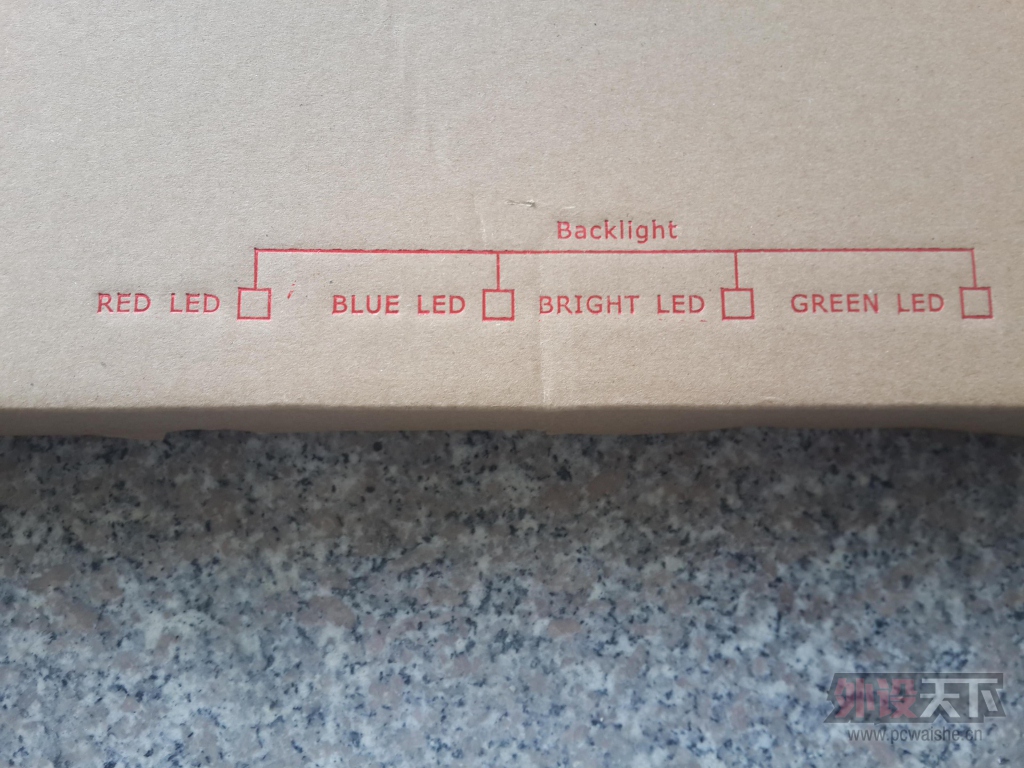 Backlight
RED LED BLUE LED BRIGHT LED GREEN LED
外设天下
www.pcwaishe.cn